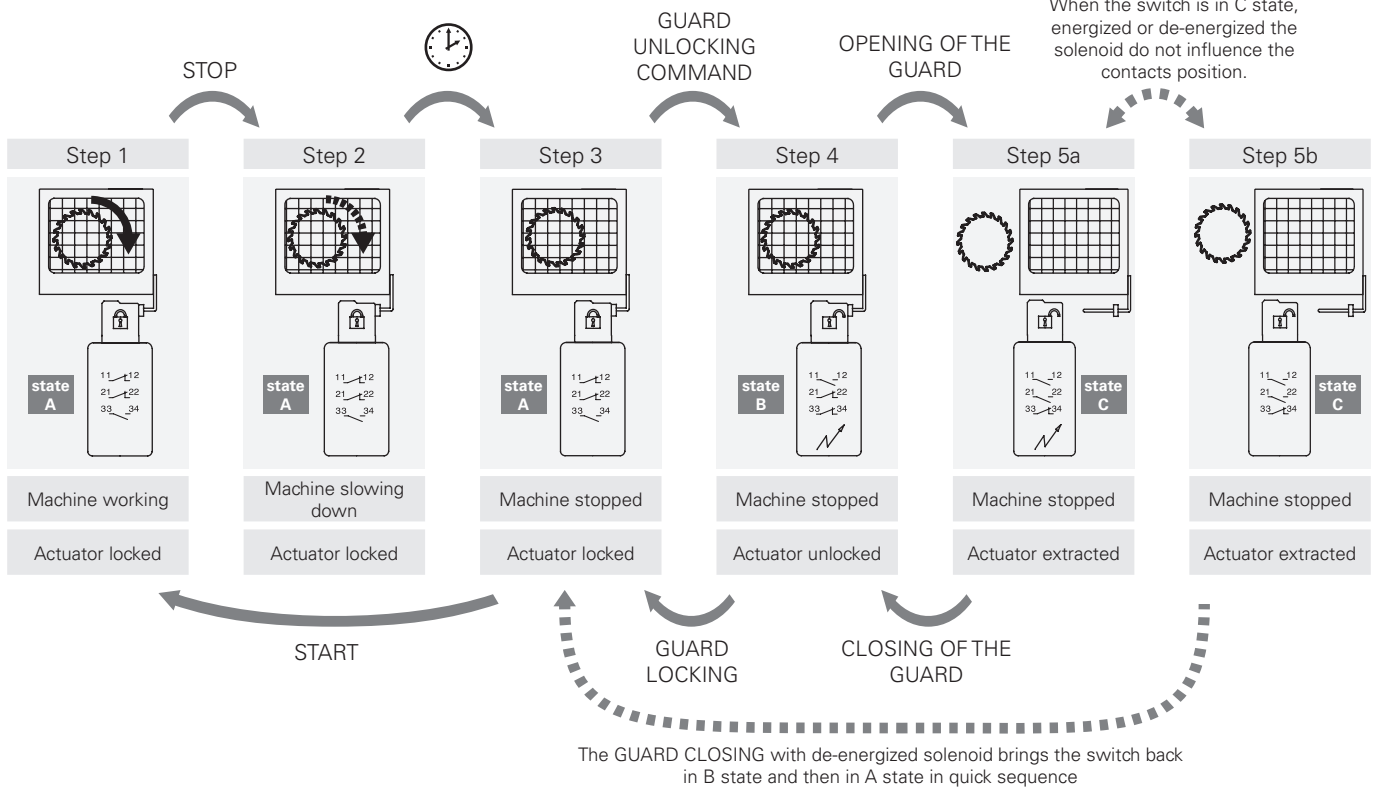 When the switch is in C state,
energized or de-energized the
solenoid do not influence the
contacts position.
STOP
GUARD
UNLOCKING
COMMAND
OPENING OF THE
GUARD
Step 1
Step 2
Step 3
Step 4
Step 5a
Step 5b
state
A
11 12
21 22
33 34
state
A
11 12
21 22
33 34
state
A
11 12
21 22
33 34
state
B
11 12
21 22
33 34
11 12
21 22
33 34
state
C
11 12
21 22
33 34
state
C
Machine working
Machine slowing
down
Machine stopped
Machine stopped
Machine stopped
Machine stopped
Actuator locked
Actuator locked
Actuator locked
Actuator unlocked
Actuator extracted
Actuator extracted
START
GUARD
LOCKING
CLOSING OF THE
GUARD
The GUARD CLOSING with de-energized solenoid brings the switch back
in B state and then in A state in quick sequence